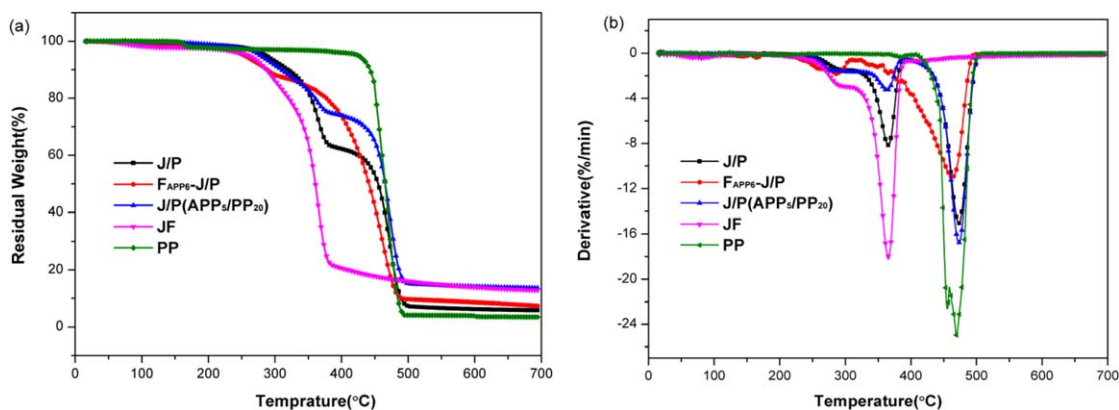 (a)
100
80
60
40
20
0
Residual Weight(%)
J/P
FAPP6-J/P
J/P(APP5/PP20)
JF
PP
0 100 200 300 400 500 600 700
Temprature(°C)
(b)
0
-4
-8
-12
-16
-20
-24
Derivative(%/min)
J/P
FAPP6-J/P
J/P(APP5/PP20)
JF
PP
0 100 200 300 400 500 600 700
Temperature(°C)